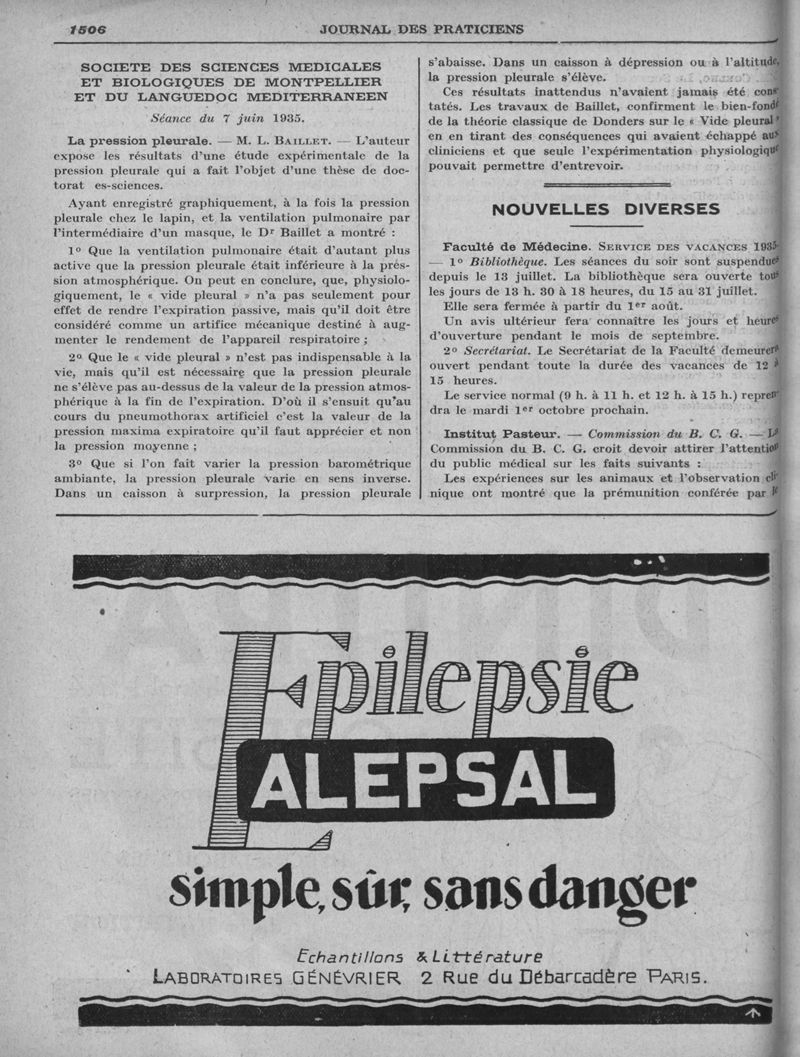 1506
JOURNAL DES PRATICIENS
SOCIETE DES SCIENCES MEDICALES
ET BIOLOGIQUES DE MONTPELLIER
ET DU LANGUEDOC MEDITERRANEEN
Séance du 7 juin 1935.
La pression pleurale. — M. L. BAILLET. — L'auteur
expose les résultats d'une étude expérimentale de la
pression pleurale qui a fait l'objet d'une thèse de doc-
torat es-sciences.
Ayant enregistré graphiquement, à la fois la pression
pleurale chez le lapin, et la ventilation pulmonaire par
l'intermédiaire d'un masque, le Dr Baillet a montré :
1° Que la ventilation pulmonaire était d'autant plus
active que la pression pleurale était inférieure à la prés-
sion atmosphérique. On peut en conclure, que, physiolo-
giquement, le « vide pleural » n'a pas seulement pour
effet de rendre l'expiration passive, mais qu'il doit être
considéré comme un artifice mécanique destiné à aug-
menter le rendement de l'appareil respiratoire ;
2° Que le « vide pleural » n'est pas indispensable à la
vie, mais qu'il est nécessaire que la pression pleurale
ne s'élève pas au-dessus de la valeur de la pression atmos-
phérique à la fin de l'expiration. D'où il s'ensuit qu'au
cours du pneumothorax artificiel c'est la valeur de la
pression maxima expiratoire qu'il faut apprécier et non
la pression moyenne ;
3° Que si l'on fait varier la pression barométrique
ambiante, la pression pleurale varie en sens inverse.
Dans un caisson à surpression, la pression pleurale
s'abaisse. Dans un caisson à dépression ou à l'altitude,
la pression pleurale s'élève.
Ces résultats inattendus n'avaient jamais été cons-
tatés. Les travaux de Baillet, confirment le bien-fondé
de la théorie classique de Donders sur le « Vide pleural »
en en tirant des conséquences qui avaient échappé aux
cliniciens et que seule l'expérimentation physiologique
pouvait permettre d'entrevoir.
NOUVELLES DIVERSES
Faculté de Médecine. SERVICE DES VACANCES 1935.
— 1° Bibliothèque. Les séances du soir sont suspendues
depuis le 13 juillet. La bibliothèque sera ouverte tous
les jours de 13 h. 30 à 18 heures, du 15 au 31 juillet.
Elle sera fermée à partir du 1er août.
Un avis ultérieur fera connaître les jours et heures
d'ouverture pendant le mois de septembre.
2° Secrétariat. Le Secrétariat de la Faculté demeurera
ouvert pendant toute la durée des vacances de 12 à
15 heures.
Le service normal (9 h. à 11 h. et 12 h. à 15 h.) repren-
dra le mardi 1er octobre prochain.
Institut Pasteur. — Commission du B. C. G. — La
Commission du B. C. G. croit devoir attirer l'attention
du public médical sur les faits suivants :
Les expériences sur les animaux et l'observation cli-
nique ont montré que la prémunition conférée par le
Epilepsie
ALEPSAL
simple, sûr, sans danger
Echantillons & Littérature
LABORATOIRES GÉNÉVRIER 2 Rue du Débarcadère PARIS.